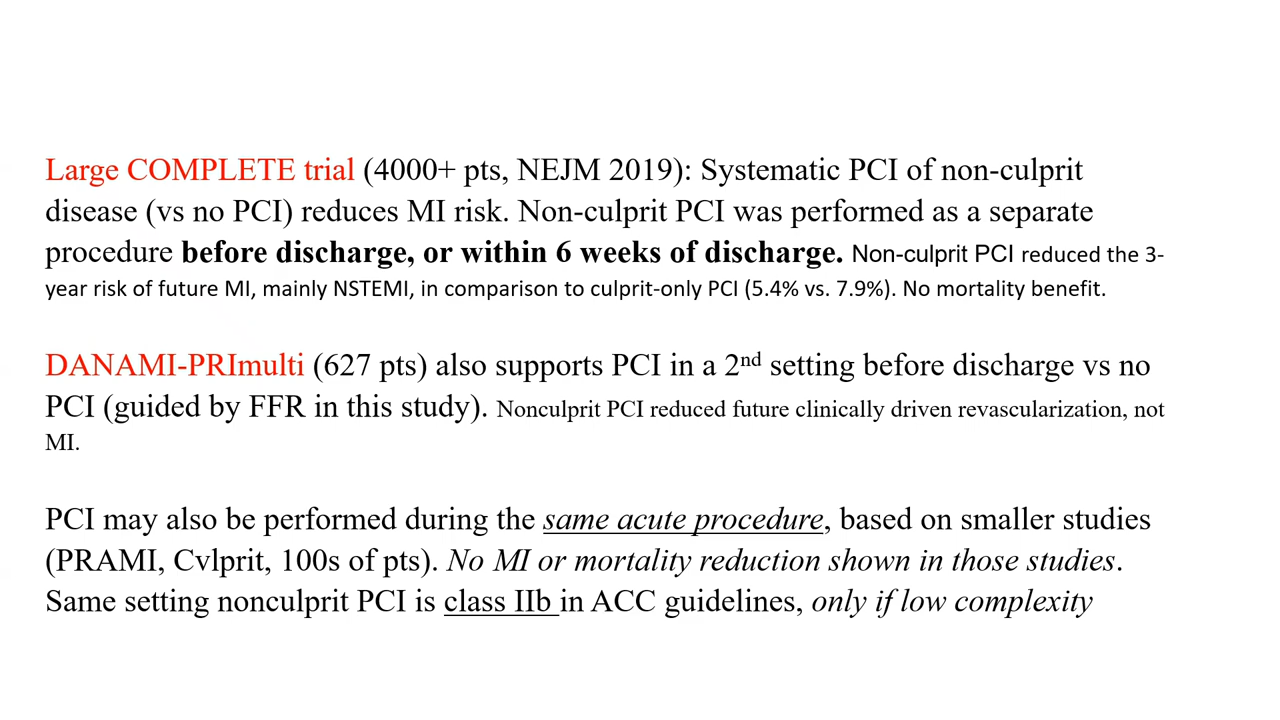 Large COMPLETE trial (4000+ pts, NEJM 2019): Systematic PCI of non-culprit
disease (vs no PCI) reduces MI risk. Non-culprit PCI was performed as a separate
procedure before discharge, or within 6 weeks of discharge. Non-culprit PCI reduced the 3-
year risk of future MI, mainly NSTEMI, in comparison to culprit-only PCI (5.4% vs. 7.9%). No mortality benefit.
DANAMI-PRImulti (627 pts) also supports PCI in a 2nd setting before discharge vs no
PCI (guided by FFR in this study). Nonculprit PCI reduced future clinically driven revascularization, not
MI.
PCI may also be performed during the same acute procedure, based on smaller studies
(PRAMI, Cvlprit, 100s of pts). No MI or mortality reduction shown in those studies.
Same setting nonculprit PCI is class IIb in ACC guidelines, only if low complexity